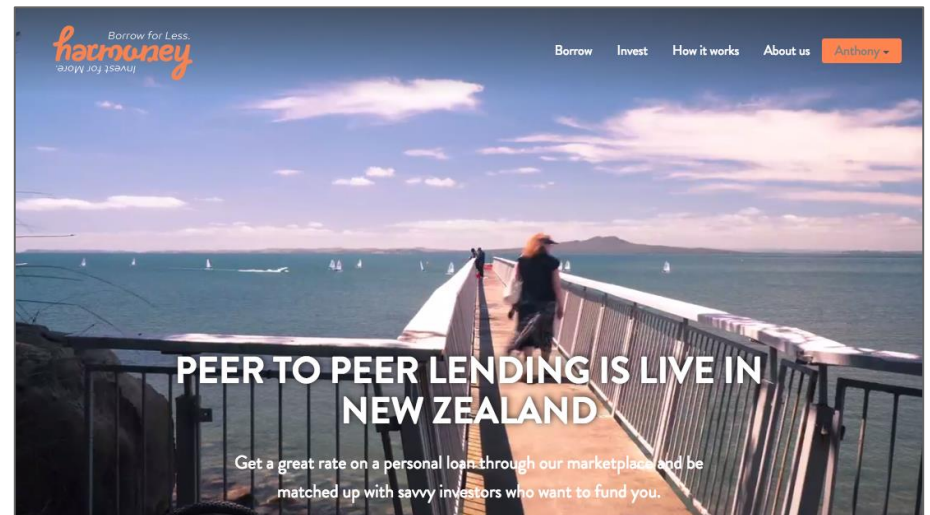 Borrow for Less.
harmoney
Invest for More.
Borrow Invest How it works About us Anthony
PEER TO PEER LENDING IS LIVE IN
NEW ZEALAND
Get a great rate on a personal loan through our marketplace and be
matched up with savvy investors who want to fund you.